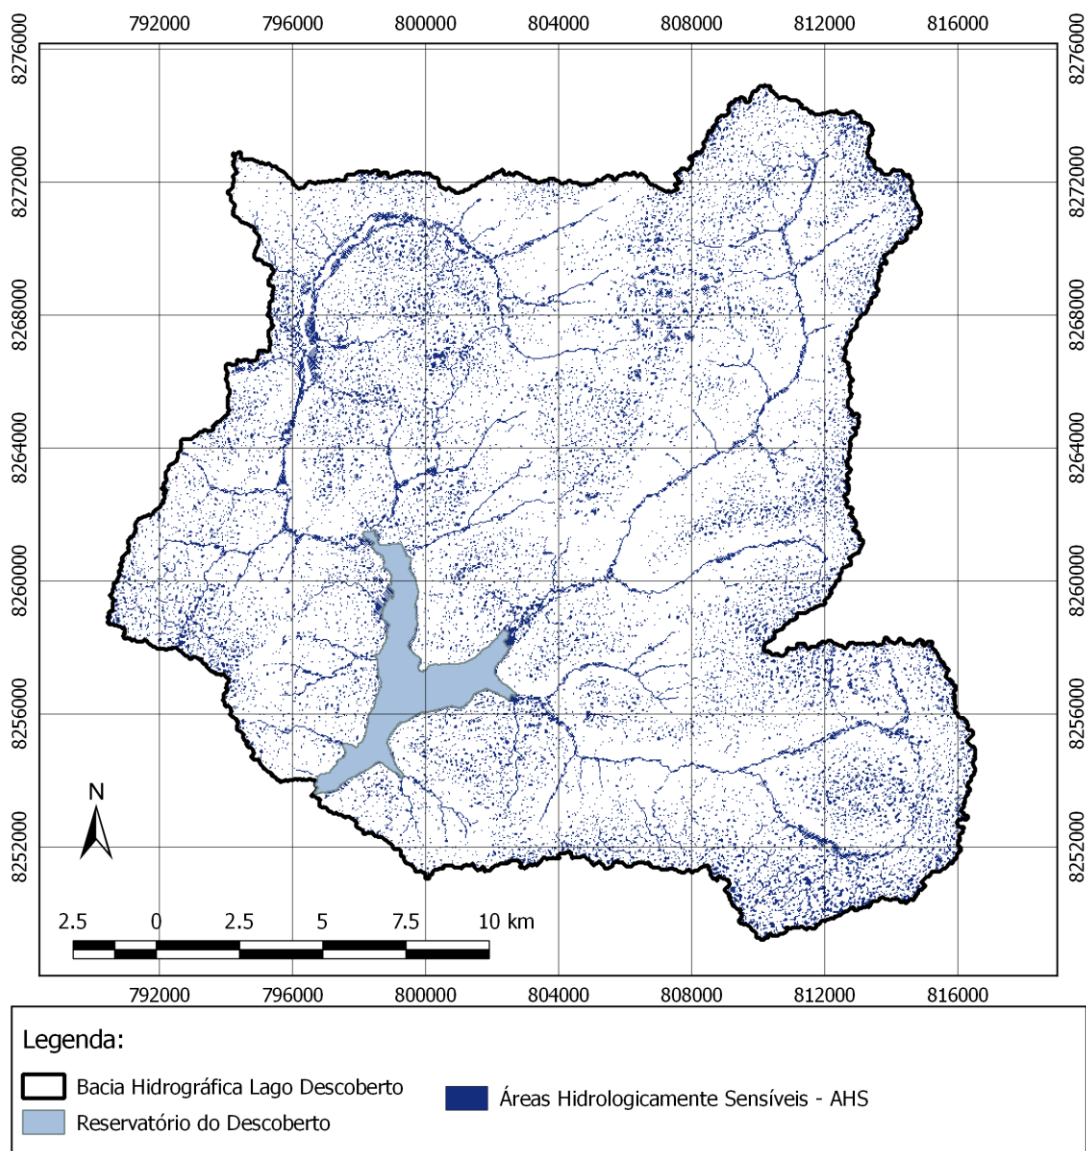 792000 796000 800000 804000 808000 812000 816000
8276000 8276000
8272000 8272000
8268000 8268000
8264000 8264000
8260000 8260000
8256000 8256000
8252000 8252000
N
2.5 0 2.5 5 7.5 10 km
792000 796000 800000 804000 808000 812000 816000
Legenda:
Bacia Hidrográfica Lago Descoberto
Áreas Hidrologicamente Sensíveis - AHS
Reservatório do Descoberto